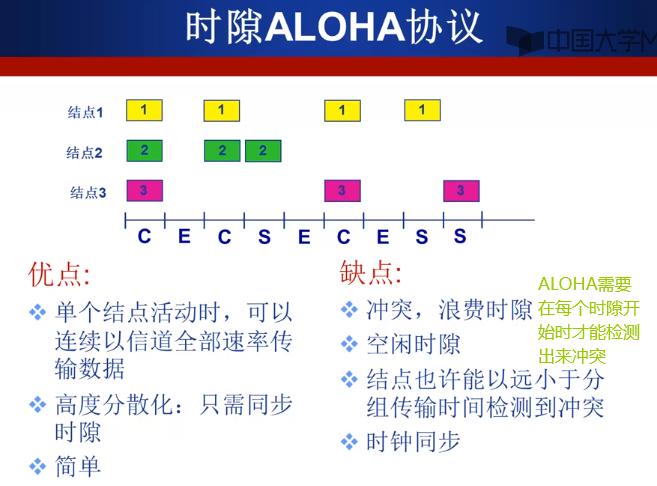 时隙ALOHA协议
中国大学M
结点1 1 1 1 1
结点2 2 2 2
结点3 3 3 3
C E C S E C E S S
优点:
单个结点活动时，可以
连续以信道全部速率传
输数据
高度分散化：只需同步
时隙
简单
缺点:
冲突，浪费时隙
空闲时隙
结点也许能以远小于分
组传输时间检测到冲突
时钟同步
ALOHA需要
在每个时隙开
始时才能检测
出来冲突